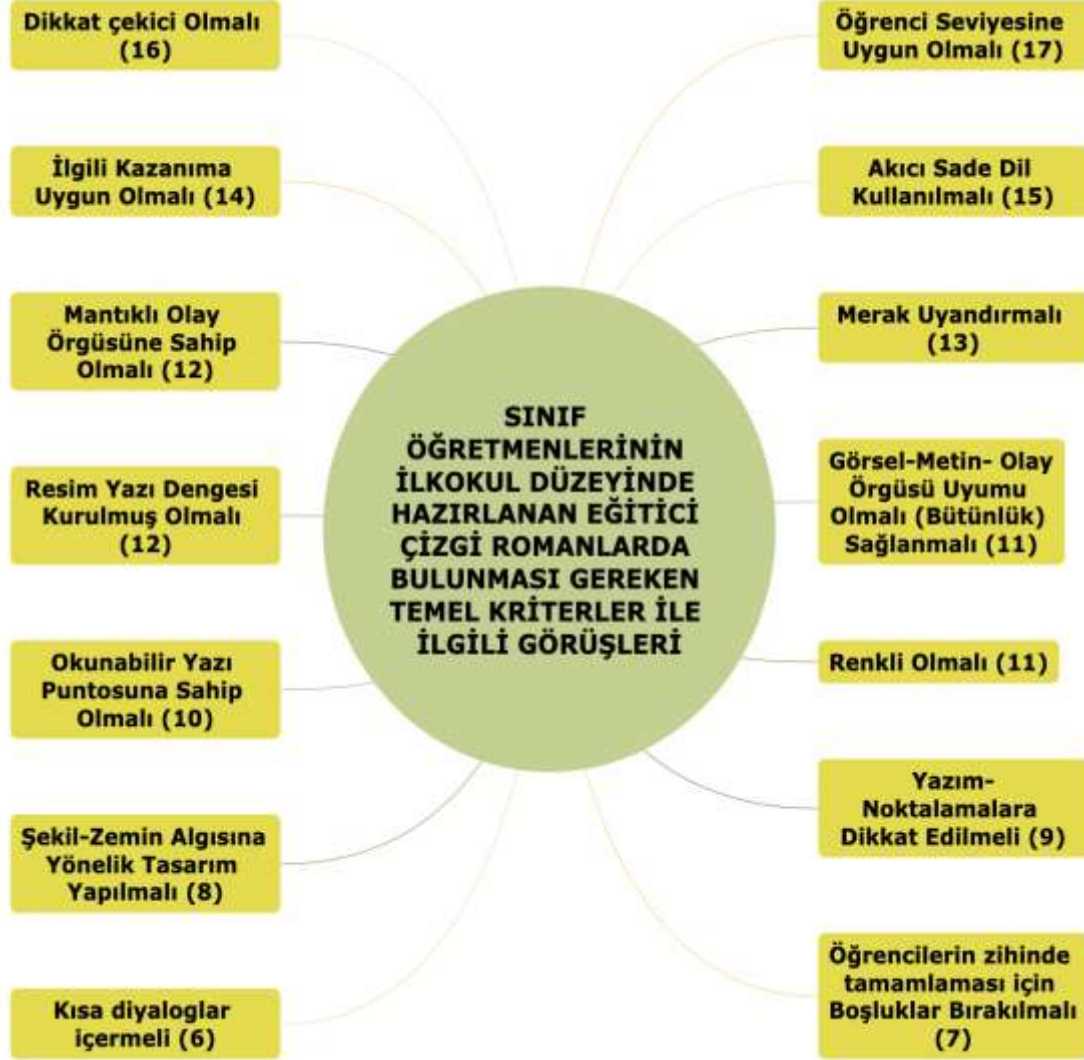 Dikkat çekici Olmalı
(16)
Öğrenci Seviyesine
Uygun Olmalı (17)
İlgili Kazanıma
Uygun Olmalı (14)
Akıcı Sade Dil
Kullanılmalı (15)
Mantıklı Olay
Örgüsüne Sahip
Olmalı (12)
Merak Uyandırmalı
(13)
SINIF
ÖĞRETMENLERİNİN
İLKOKUL DÜZEYİNDE
HAZIRLANAN EĞİTİCİ
ÇİZGİ ROMANLARDA
BULUNMASI GEREKEN
TEMEL KRİTERLER İLE
İLGİLİ GÖRÜŞLERİ
Resim Yazı Dengesi
Kurulmuş Olmalı
(12)
Görsel-Metin- Olay
Örgüsü Uyumu
Olmalı (Bütünlük)
Sağlanmalı (11)
Okunabilir Yazı
Puntosuna Sahip
Olmalı (10)
Renkli Olmalı (11)
Şekil-Zemin Algısına
Yönelik Tasarım
Yapılmalı (8)
Yazım-
Noktalamalara
Dikkat Edilmeli (9)
Kısa diyaloglar
içermeli (6)
Öğrencilerin zihinde
tamamlaması için
Boşluklar Bırakılmalı
(7)